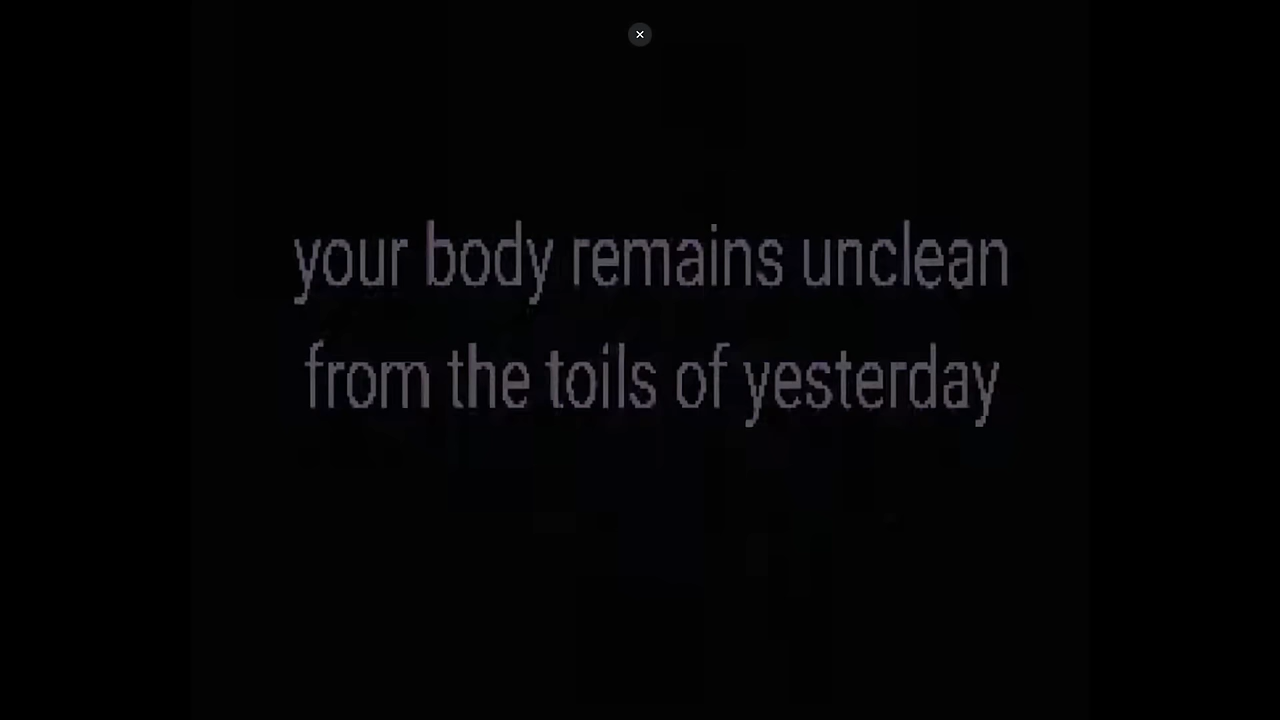 your body remains unclean
from the toils of yesterday